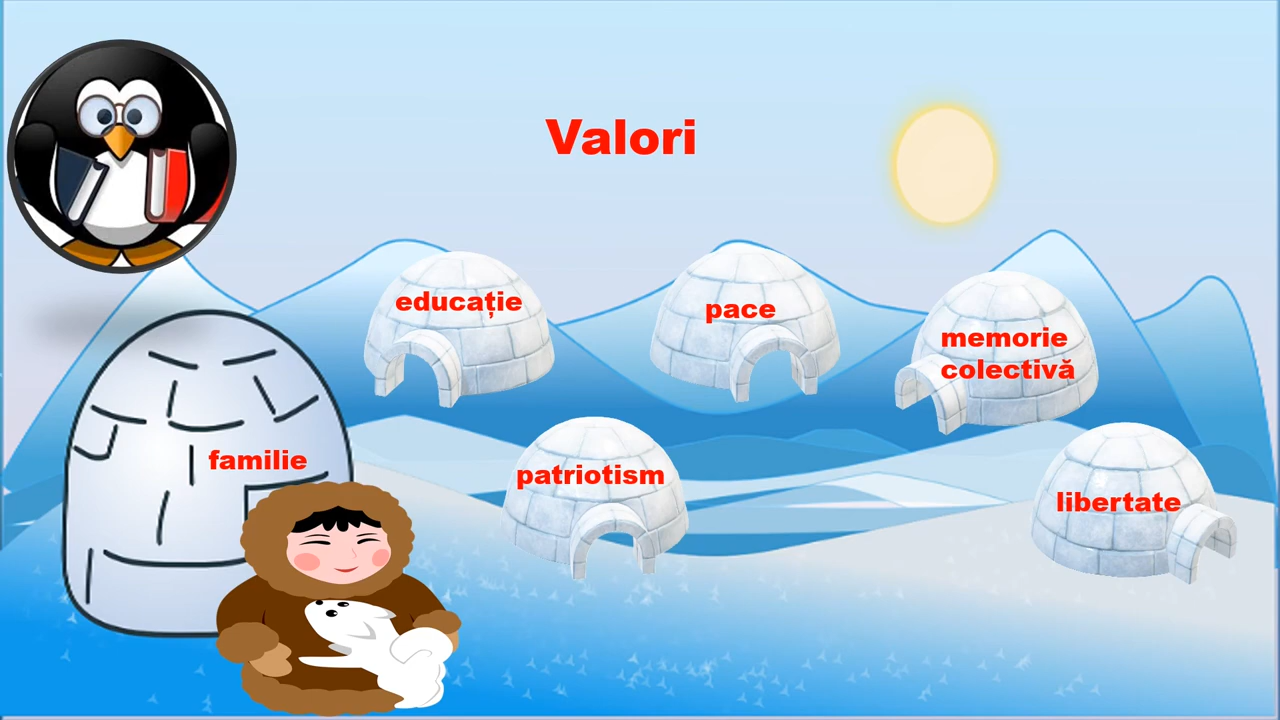 Valori
educație
pace
memorie
colectivă
familie
patriotism
libertate